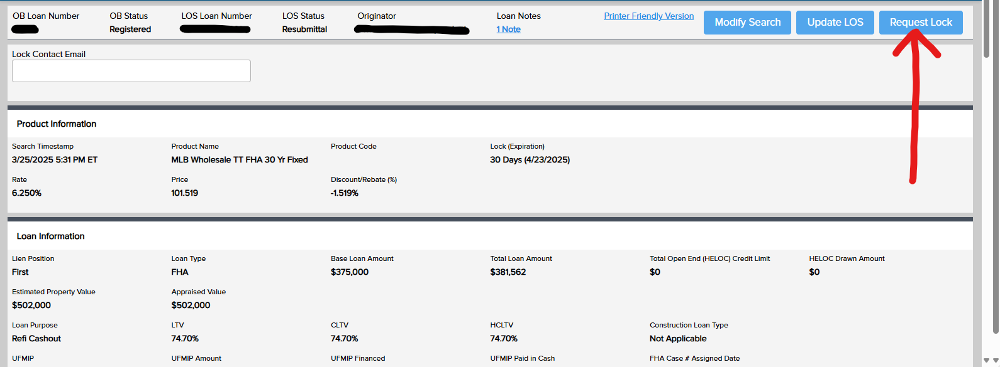 OB Loan Number OB Status LOS Loan Number LOS Status Originator Loan Notes Printer Friendly Version Modify Search Update LOS Request Lock
Registered Resubmittal 1 Note
Lock Contact Email
Product Information
Search Timestamp Product Name Product Code Lock (Expiration)
3/25/2025 5:31 PM ET MLB Wholesale TT FHA 30 Yr Fixed 30 Days (4/23/2025)
Rate Price Discount/Rebate (%)
6.250% 101.519 -1.519%
Loan Information
Lien Position Loan Type Base Loan Amount Total Loan Amount Total Open End (HELOC) Credit Limit HELOC Drawn Amount
First FHA $375,000 $381,562 $0 $0
Estimated Property Value Appraised Value
$502,000 $502,000
Loan Purpose LTV CLTV HCLTV Construction Loan Type
Refi Cashout 74.70% 74.70% 74.70% Not Applicable
UFMIP UFMIP Amount UFMIP Financed UFMIP Paid in Cash FHA Case # Assigned Date